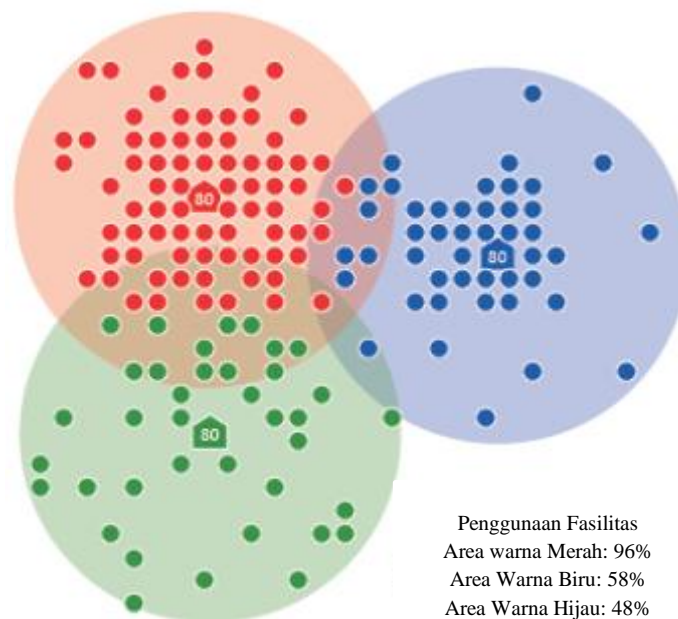 80
80
80
Penggunaan Fasilitas
Area warna Merah: 96%
Area Warna Biru: 58%
Area Warna Hijau: 48%